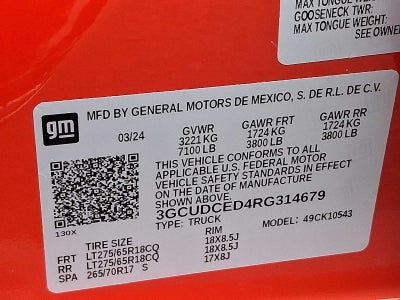 MAX TONGUE WEIGHT:
GOOSENECK TWR:
MAX TONGUE WEIGHT:
SEE OWNER
gm
MFD BY GENERAL MOTORS DE MEXICO, S. DE R.L. DE C.V.
03/24 GVWR GAWR FRT GAWR RR
3221 KG 1724 KG 1724 KG
7100 LB 3800 LB 3800 LB
THIS VEHICLE CONFORMS TO ALL
APPLICABLE U.S. FEDERAL MOTOR
VEHICLE SAFETY STANDARDS IN EFFECT
ON THE DATE OF MANUFACTURE
SHOWN ABOVE.
3GCUDCED4RG314679
TYPE: TRUCK MODEL: 49CK10543
130X
TIRE SIZE RIM
FRT LT275/65R18CQ 18X8.5J
RR LT275/65R18CQ 18X8.5J
SPA 265/70R17 S 17X8J